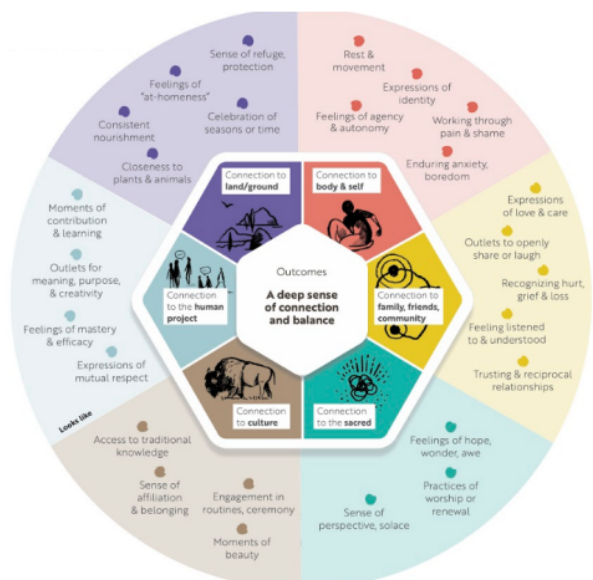 Sense of refuge,
protection
Feelings of
"at-homeness"
Celebration of
seasons or time
Consistent
nourishment
Closeness to
plants & animals
Rest &
movement
Expressions of
identity
Feelings of agency
& autonomy
Working through
pain & shame
Enduring anxiety,
boredom
Expressions
of love & care
Outlets to openly
share or laugh
Recognizing hurt,
grief & loss
Feeling listened
to & understood
Trusting & reciprocal
relationships
Feelings of hope,
wonder, awe
Practices of
worship or
renewal
Sense of
perspective, solace
Engagement in
routines, ceremony
Moments of
beauty
Sense of
affiliation
& belonging
Access to traditional
knowledge
Looks like
Expressions of
mutual respect
Feelings of mastery
& efficacy
Outlets for
meaning, purpose,
& creativity
Moments of
contribution
& learning
Connection to
land/ground
Connection to
body & self
Connection to
family, friends,
community
Connection
to the sacred
Connection
to culture
Connection
to the human
project
Outcomes
A deep sense
of connection
and balance